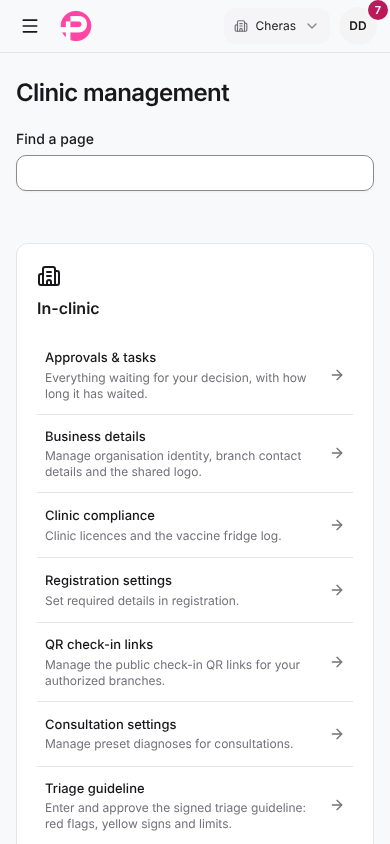 Cheras
DD
7
Clinic management
Find a page
In-clinic
Approvals & tasks
Everything waiting for your decision, with how
long it has waited.
Business details
Manage organisation identity, branch contact
details and the shared logo.
Clinic compliance
Clinic licences and the vaccine fridge log.
Registration settings
Set required details in registration.
QR check-in links
Manage the public check-in QR links for your
authorized branches.
Consultation settings
Manage preset diagnoses for consultations.
Triage guideline
Enter and approve the signed triage guideline:
red flags, yellow signs and limits.